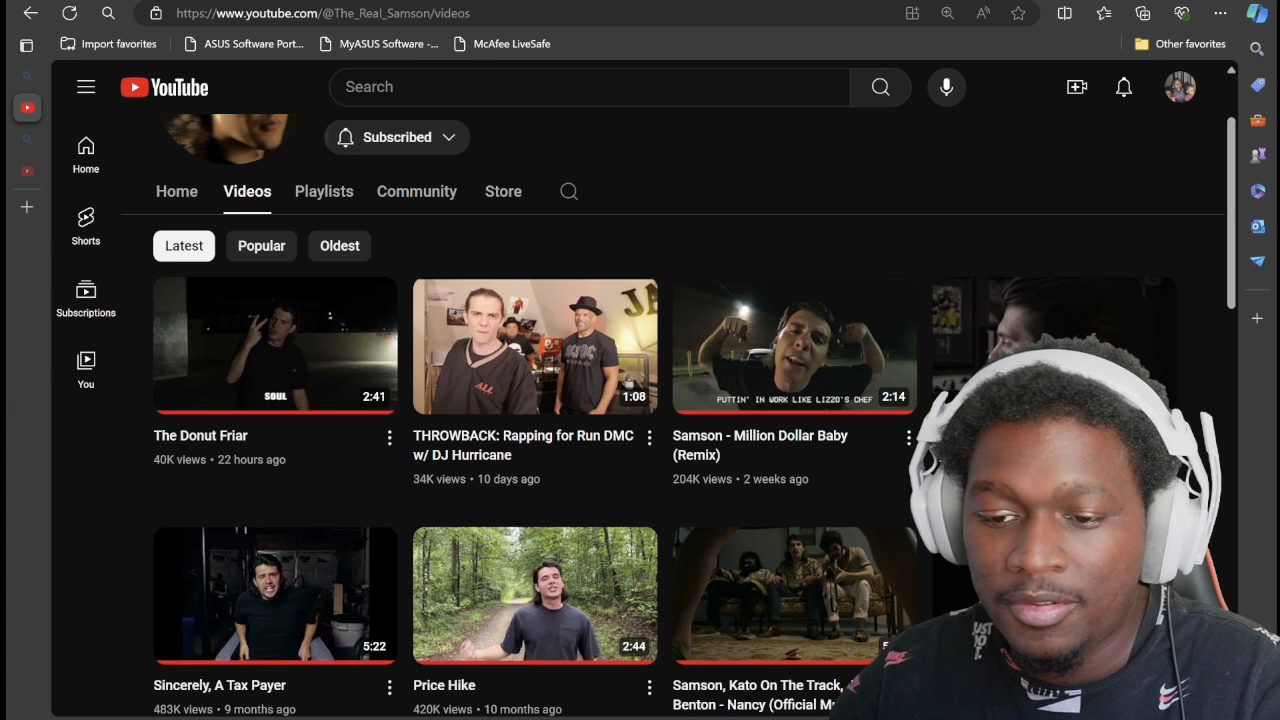 https://www.youtube.com/@The_Real_Samson/videos
Import favorites
ASUS Software Port...
MyASUS Software -...
McAfee LiveSafe
Other favorites
YouTube
Search
Subscribed
Home
Shorts
Subscriptions
You
Home Videos Playlists Community Store
Latest Popular Oldest
SOUL
2:41
The Donut Friar
40K views • 22 hours ago
ALL
1:08
THROWBACK: Rapping for Run DMC
w/ DJ Hurricane
34K views • 10 days ago
PUTTIN' IN WORK LIKE LIZZO'S CHEF
2:14
Samson - Million Dollar Baby
(Remix)
204K views • 2 weeks ago
5:22
Sincerely, A Tax Payer
483K views • 9 months ago
2:44
Price Hike
420K views • 10 months ago
Samson, Kato On The Track,
Benton - Nancy (Official
JUST
NIKE